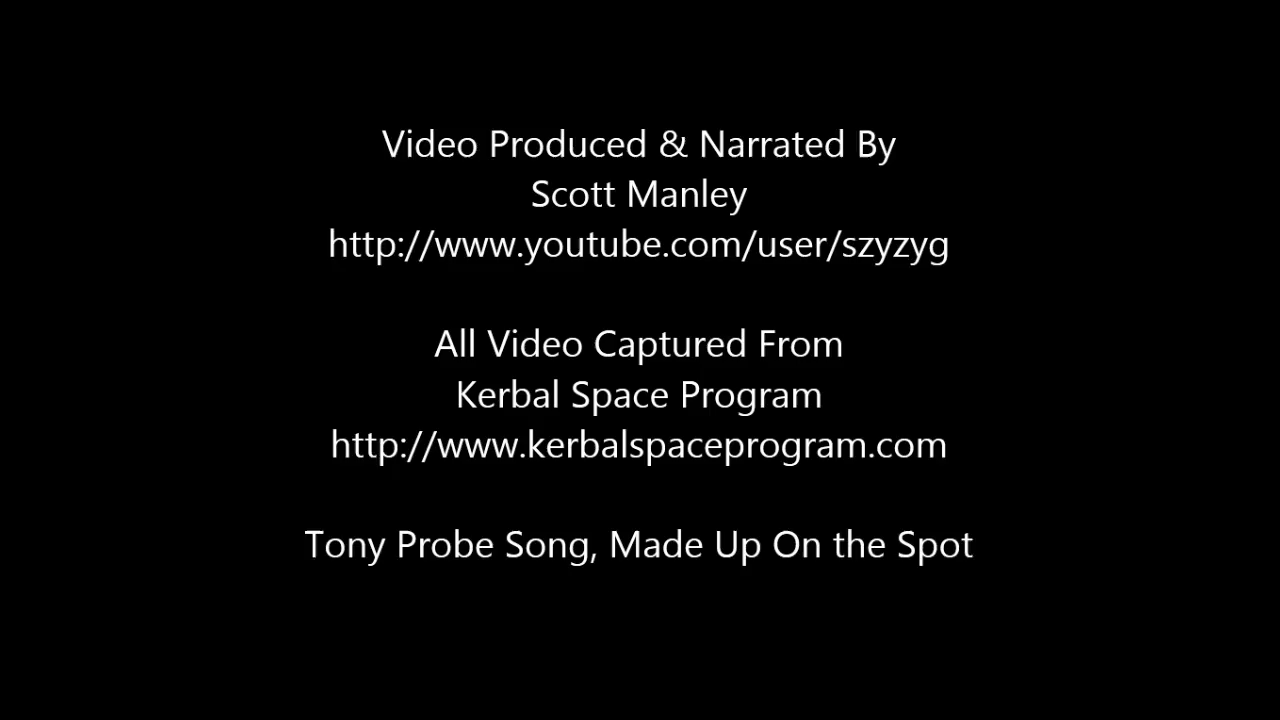 Video Produced & Narrated By
Scott Manley
http://www.youtube.com/user/szyzyg
All Video Captured From
Kerbal Space Program
http://www.kerbalspaceprogram.com
Tony Probe Song, Made Up On the Spot